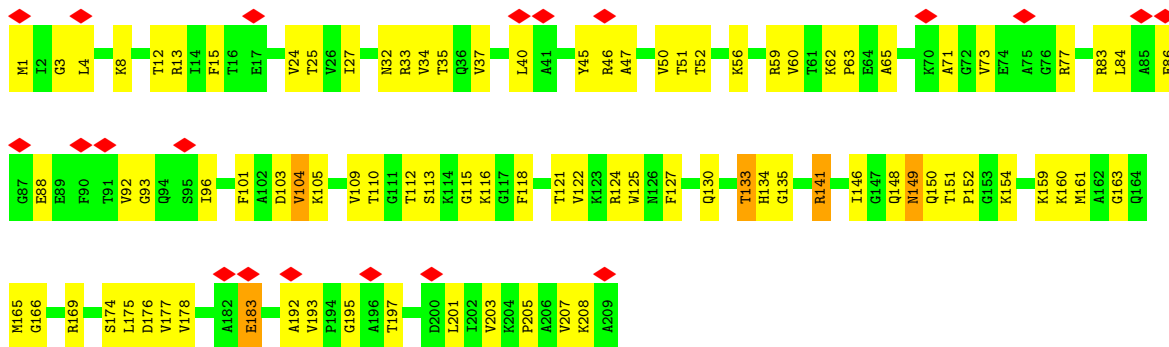 M1 I2 G3 L4 K8 T12 R13 I14 F15 T16 E17 V24 T25 V26 I27 N32 R33 V34 T35 Q36 V37 L40 A41 Y45 R46 A47 V50 T51 T52 K56 R59 V60 T61 K62 P63 E64 A65 K70 A71 G72 V73 E74 A75 G76 R77 R83 L84 A85 E86
G87 E88 E89 F90 T91 V92 G93 Q94 S95 I96 F101 A102 D103 V104 K105 V109 T110 G111 T112 S113 K114 G115 K116 G117 F118 T121 V122 K123 R124 W125 N126 F127 Q130 T133 H134 G135 R141 I146 G147 Q148 N149 Q150 T151 P152 G153 K154 K159 K160 M161 A162 G163 Q164
M165 G166 R169 S174 L175 D176 V177 V178 A182 E183 A192 V193 P194 G195 A196 T197 D200 L201 I202 V203 K204 P205 A206 V207 K208 A209